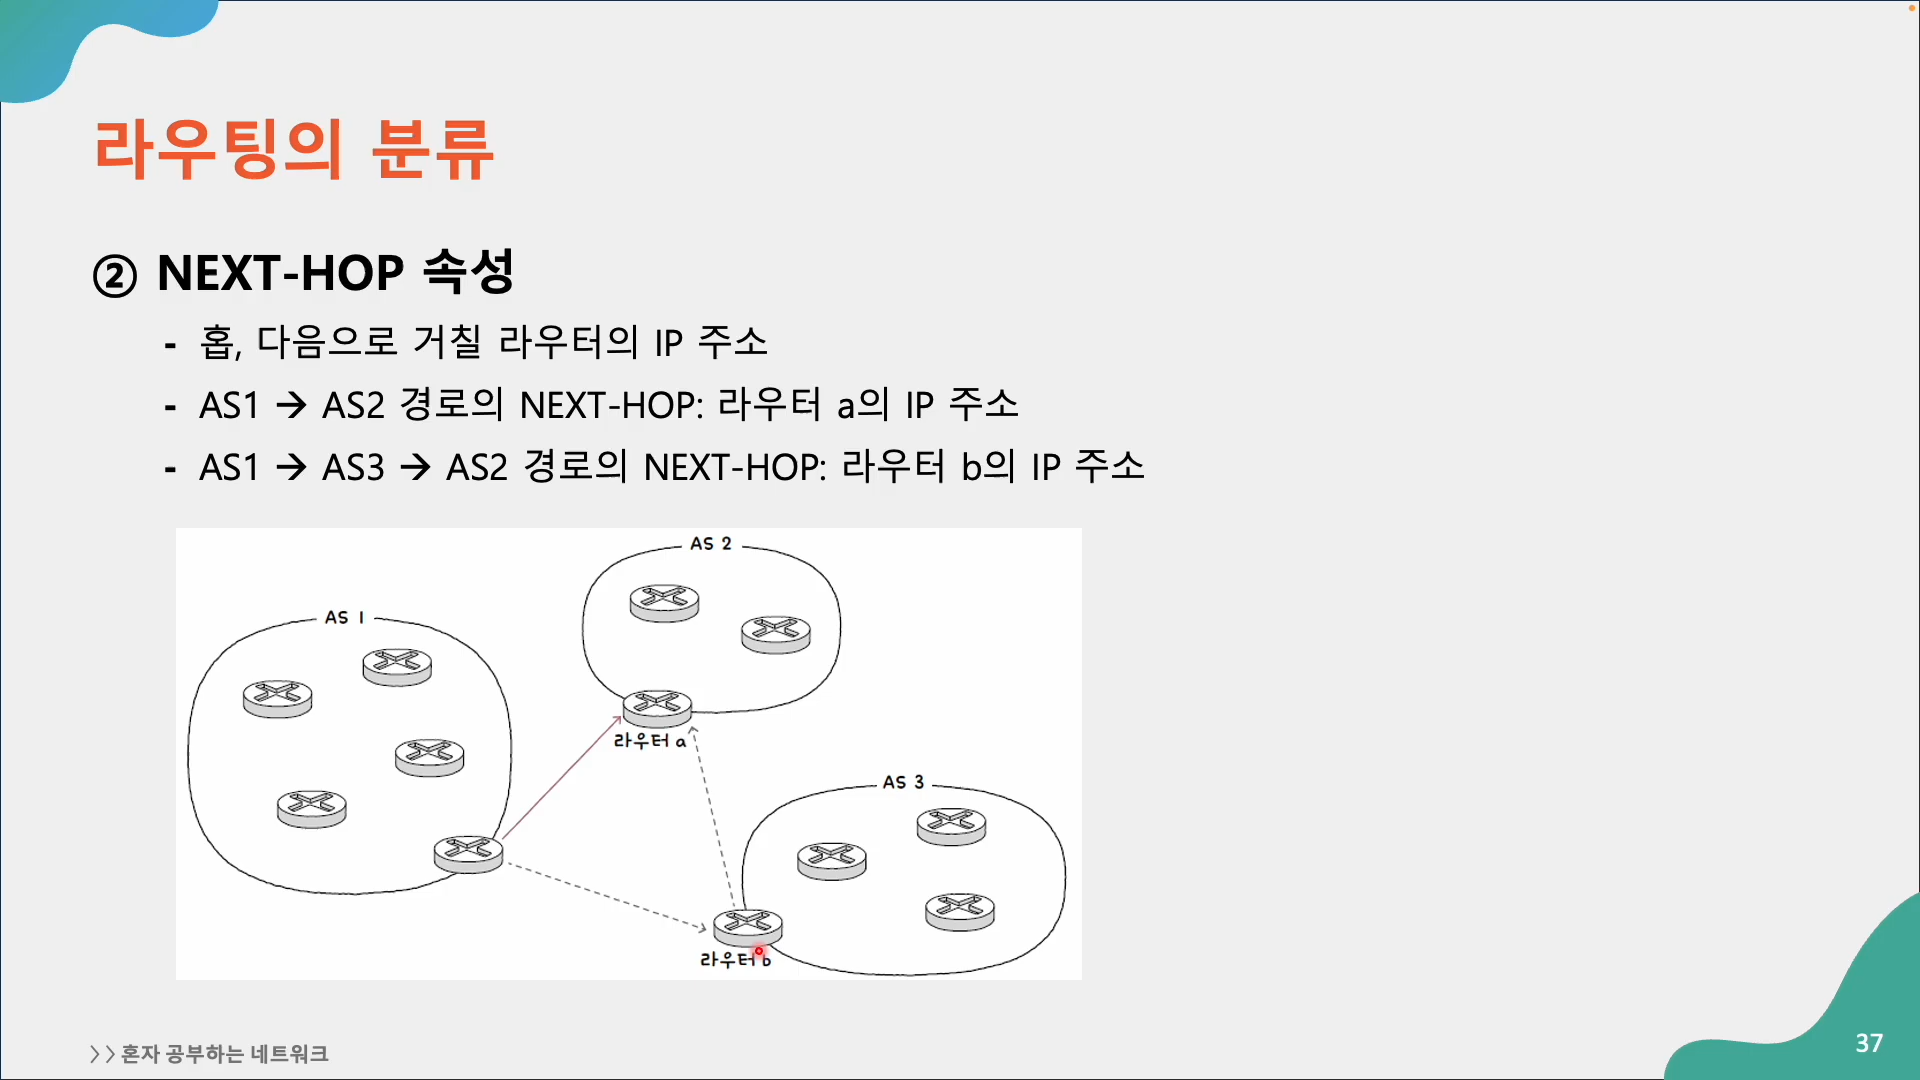 라우팅의 분류
② NEXT-HOP 속성
- 홉, 다음으로 거칠 라우터의 IP 주소
- AS1 → AS2 경로의 NEXT-HOP: 라우터 a의 IP 주소
- AS1 → AS3 → AS2 경로의 NEXT-HOP: 라우터 b의 IP 주소
AS 2
AS 1
라우터 a
AS 3
라우터 b
>>혼자 공부하는 네트워크
37